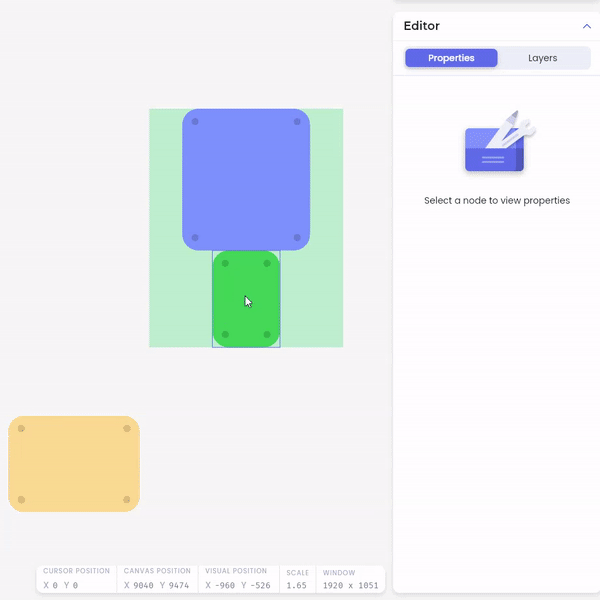 Editor
Properties Layers
Select a node to view properties
CURSOR POSITION CANVAS POSITION VISUAL POSITION SCALE WINDOW
X 0 Y 0 X 9040 Y 9474 X -960 Y -526 1.65 1920 x 1051